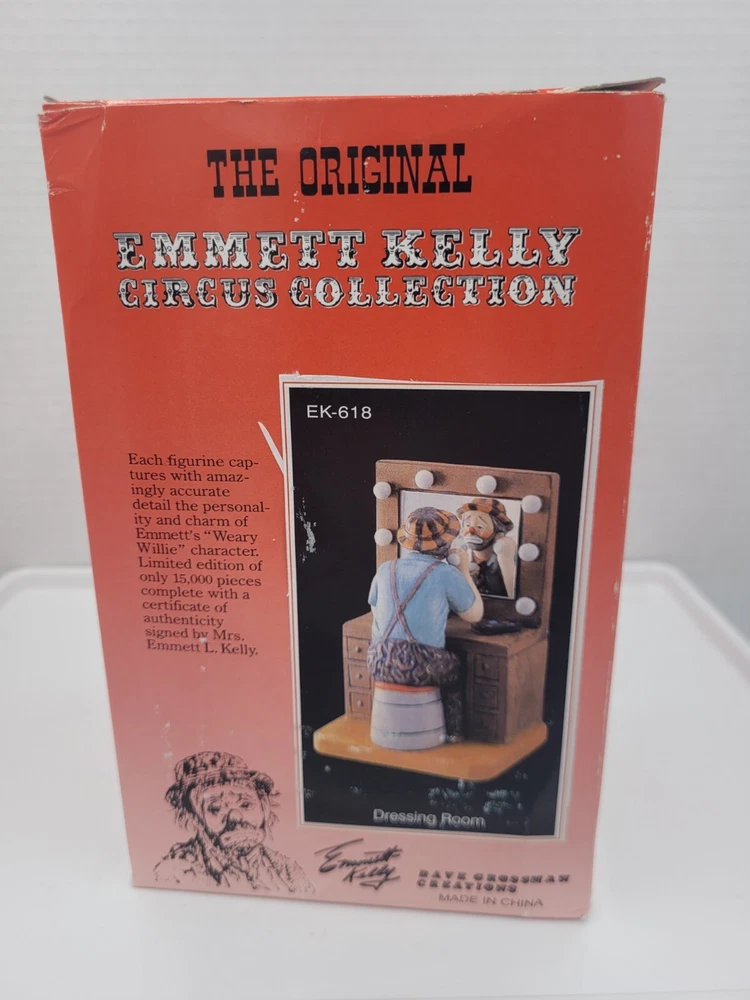 THE ORIGINAL
EMMETT KELLY
CIRCUS COLLECTION
EK-618
Each figurine cap-
tures with amaz-
ingly accurate
detail the personal-
ity and charm of
Emmett's "Weary
Willie" character.
Limited edition of
only 15,000 pieces
complete with a
certificate of
authenticity
signed by Mrs.
Emmett L. Kelly.
Dressing Room
Emmett
Kelly
DAVE GROSSMAN
CREATIONS
MADE IN CHINA